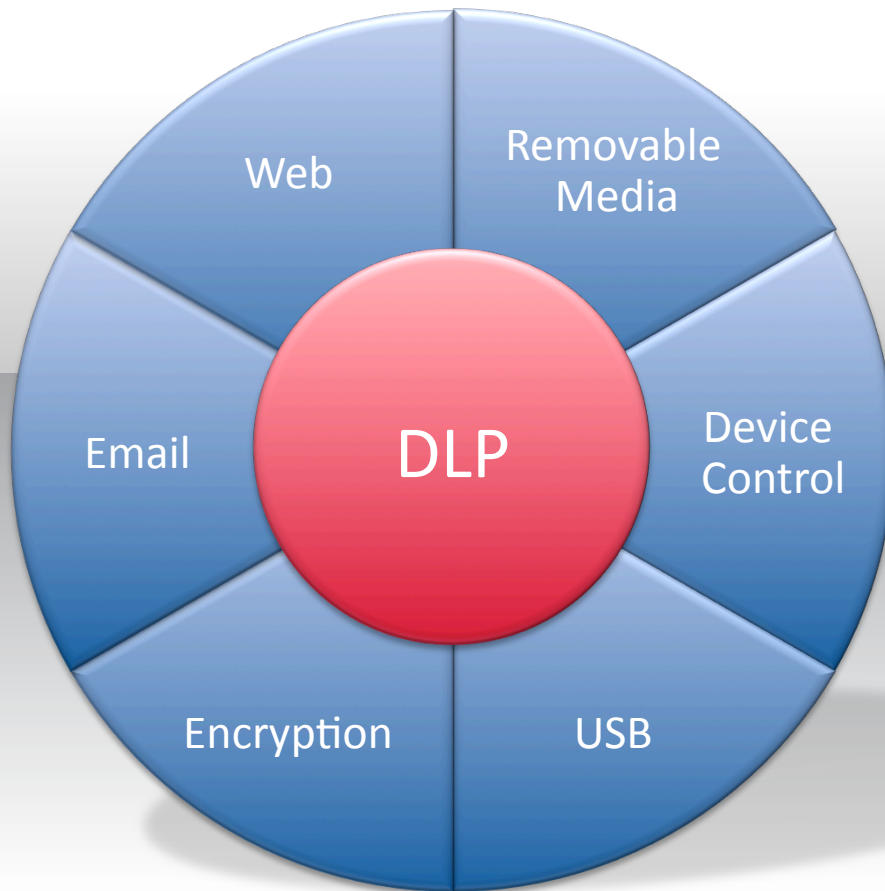 Web
Removable
Media
Email
DLP
Device
Control
Encryption
USB